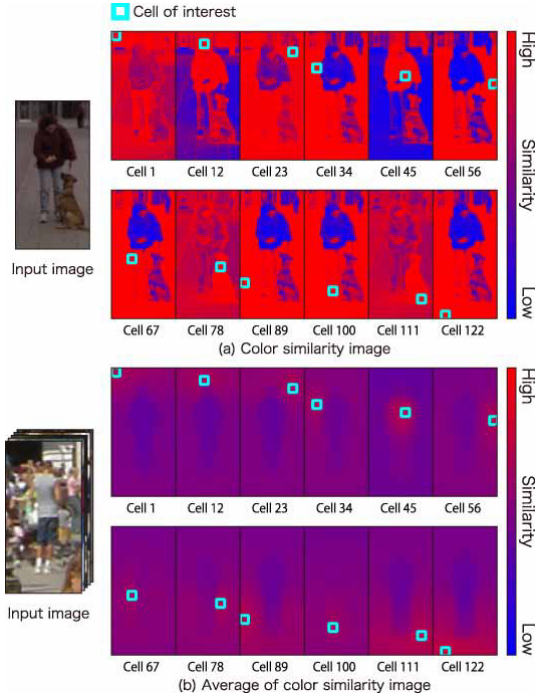 Cell of interest
High
Similarity
Low
Input image
Cell 1
Cell 12
Cell 23
Cell 34
Cell 45
Cell 56
Cell 67
Cell 78
Cell 89
Cell 100
Cell 111
Cell 122
(a) Color similarity image
High
Similarity
Low
Input image
Cell 1
Cell 12
Cell 23
Cell 34
Cell 45
Cell 56
Cell 67
Cell 78
Cell 89
Cell 100
Cell 111
Cell 122
(b) Average of color similarity image